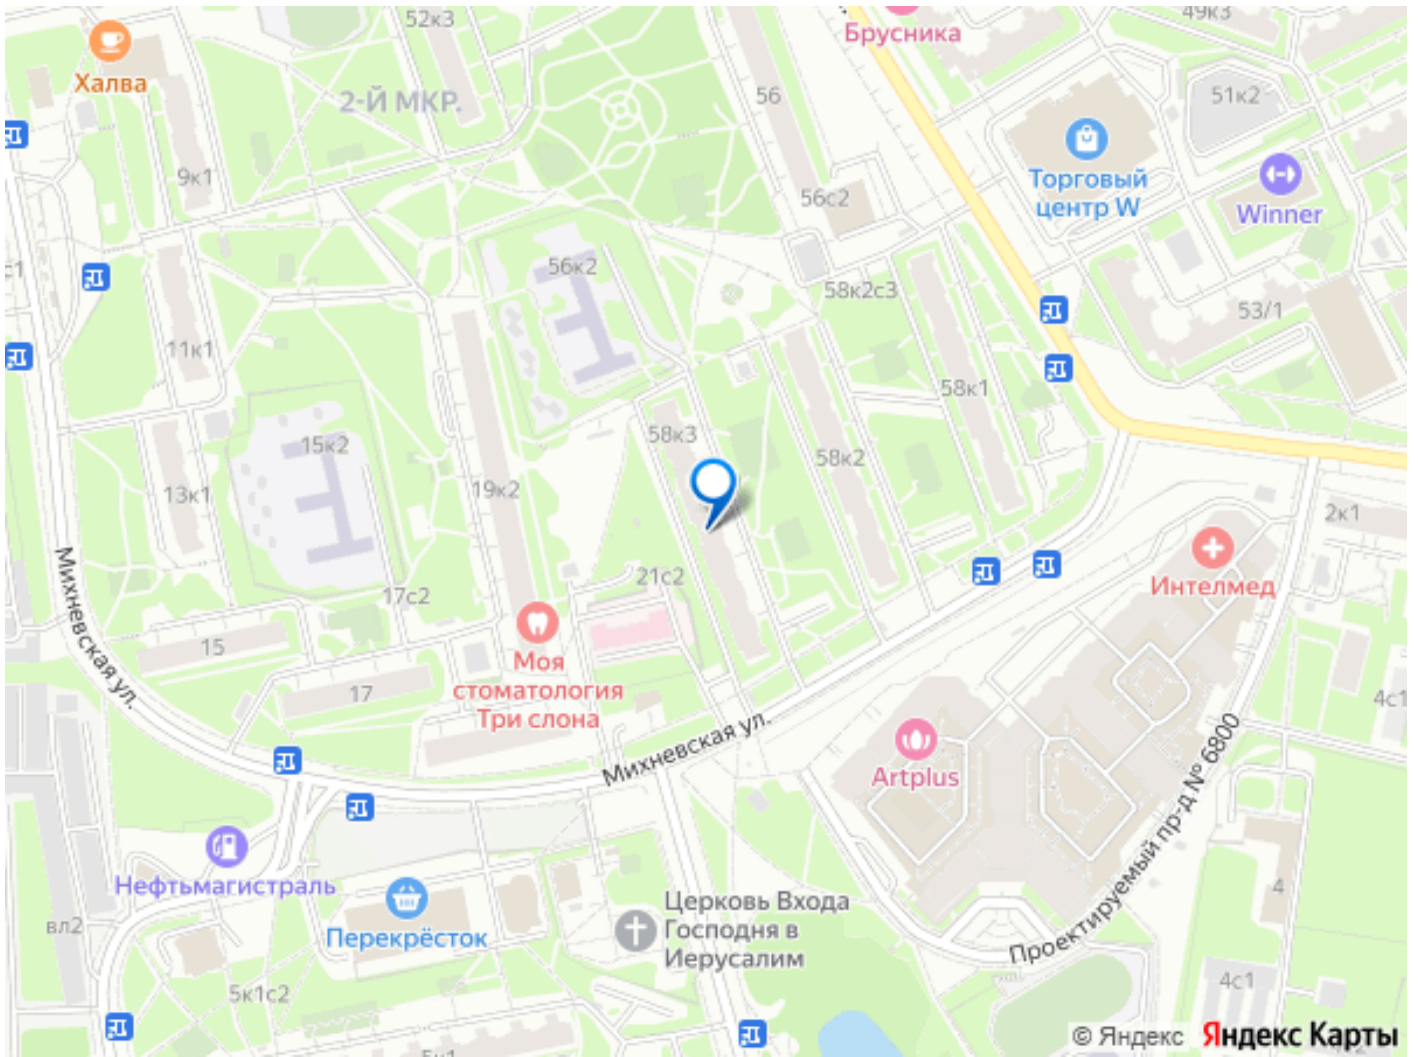 52к3
Брусника
49к3
Халва
2-Й МКР.
56
51к2
9к1
Торговый
центр W
56с2
Winner
с1
56к2
58к2с3
53/1
11к1
58к1
58к3
15к2
58к2
19к2
13к1
2к1
Интелмед
Михневская ул.
21с2
17с2
15
Моя
стоматология
Три слона
17
4с1
Михневская ул.
Artplus
Проектируемый пр-д № 6800
Нефтьмагистраль
4
Перекрёсток
Церковь Входа
Господня в
Иерусалим
вл2
5к1с2
4с1
5к1
© Яндекс Яндекс Карты